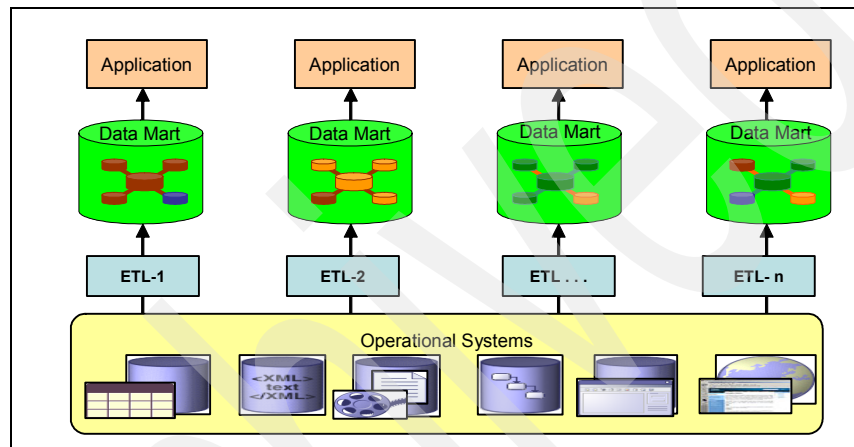 Application Application Application Application
Data Mart Data Mart Data Mart Data Mart
ETL-1 ETL-2 ETL . . . ETL- n
Operational Systems
<XML>
text
</XML>